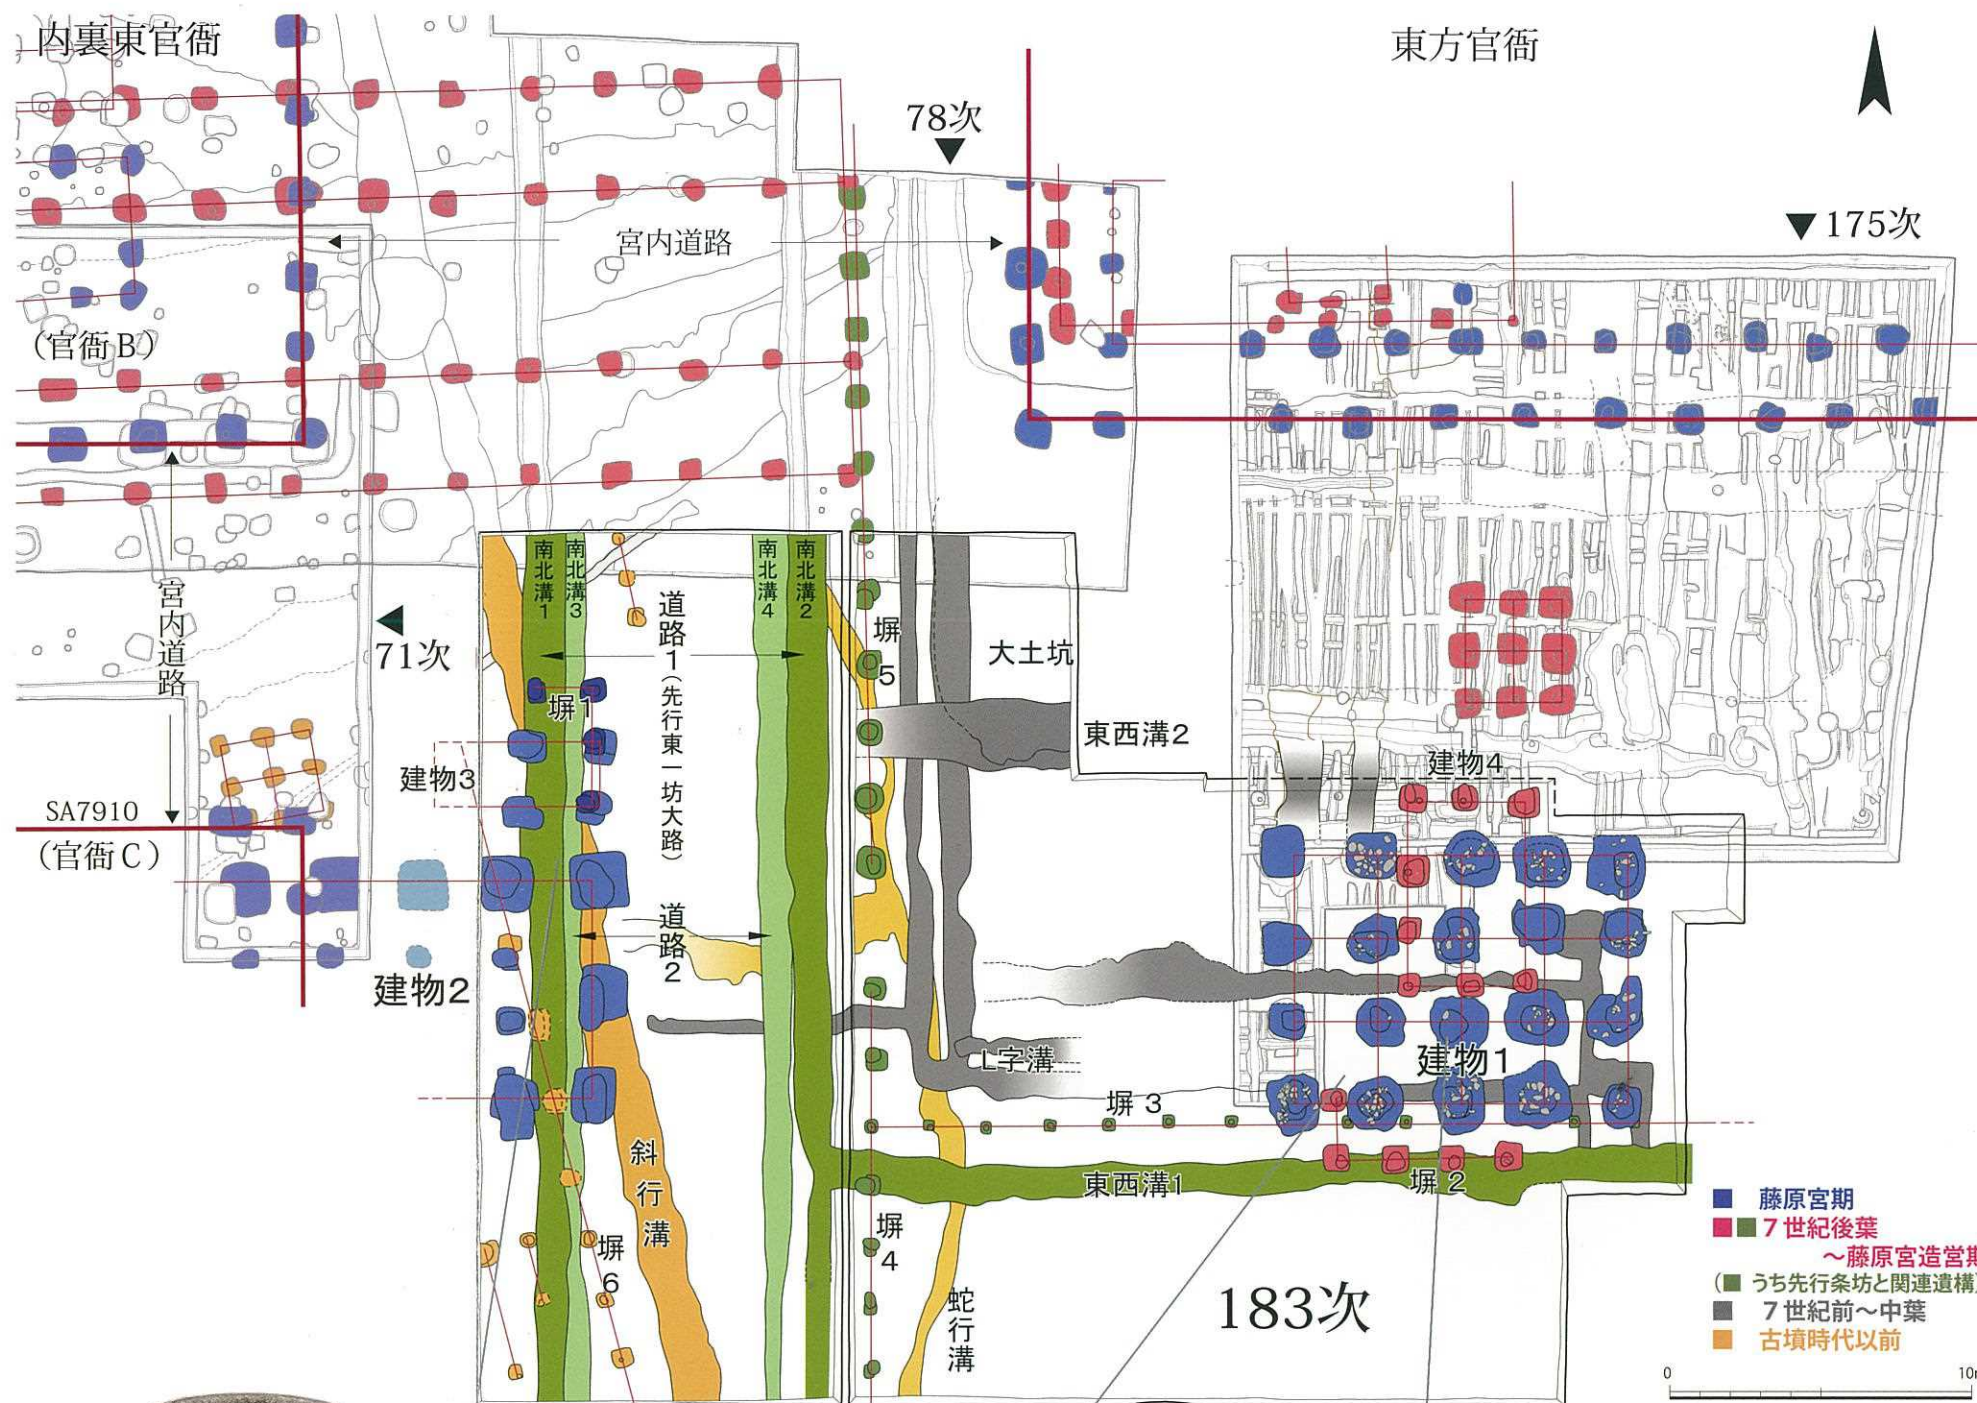 内裏東官衙
東方官衙
78次
175次
宮内道路
(官衙B)
宮内道路
71次
SA7910
(官衙C)
南北溝1
南北溝3
南北溝4
南北溝2
道路1(先行東一坊大路)
塀1
塀5
大土坑
東西溝2
建物3
建物4
道路2
建物2
L字溝
建物1
塀3
斜行溝
東西溝1
塀2
塀4
塀6
蛇行溝
183次
藤原宮期
7世紀後葉
~藤原宮造営期
(■ うち先行条坊と関連遺構)
7世紀前~中葉
古墳時代以前
0
10m